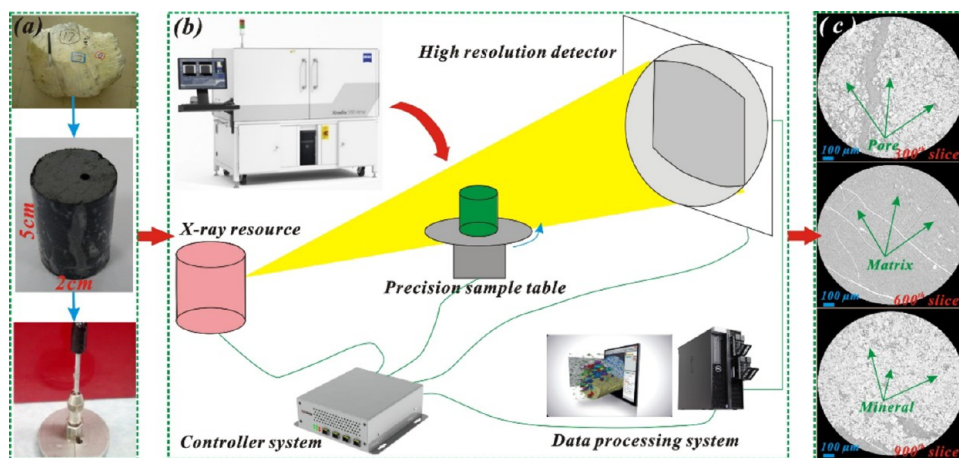 (a)
5cm
2cm
(b)
High resolution detector
X-ray resource
Precision sample table
Controller system
Data processing system
(c)
Pore
100 μm
300th slice
Matrix
100 μm
600th slice
Mineral
100 μm
900th slice